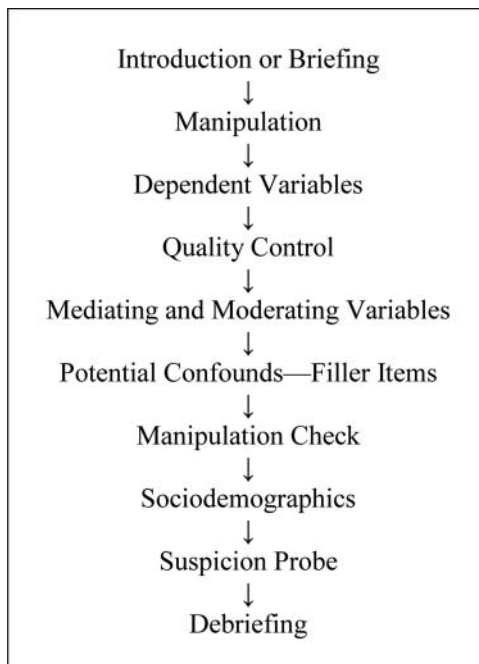 Introduction or Briefing
↓
Manipulation
↓
Dependent Variables
↓
Quality Control
↓
Mediating and Moderating Variables
↓
Potential Confounds—Filler Items
↓
Manipulation Check
↓
Sociodemographics
↓
Suspicion Probe
↓
Debriefing